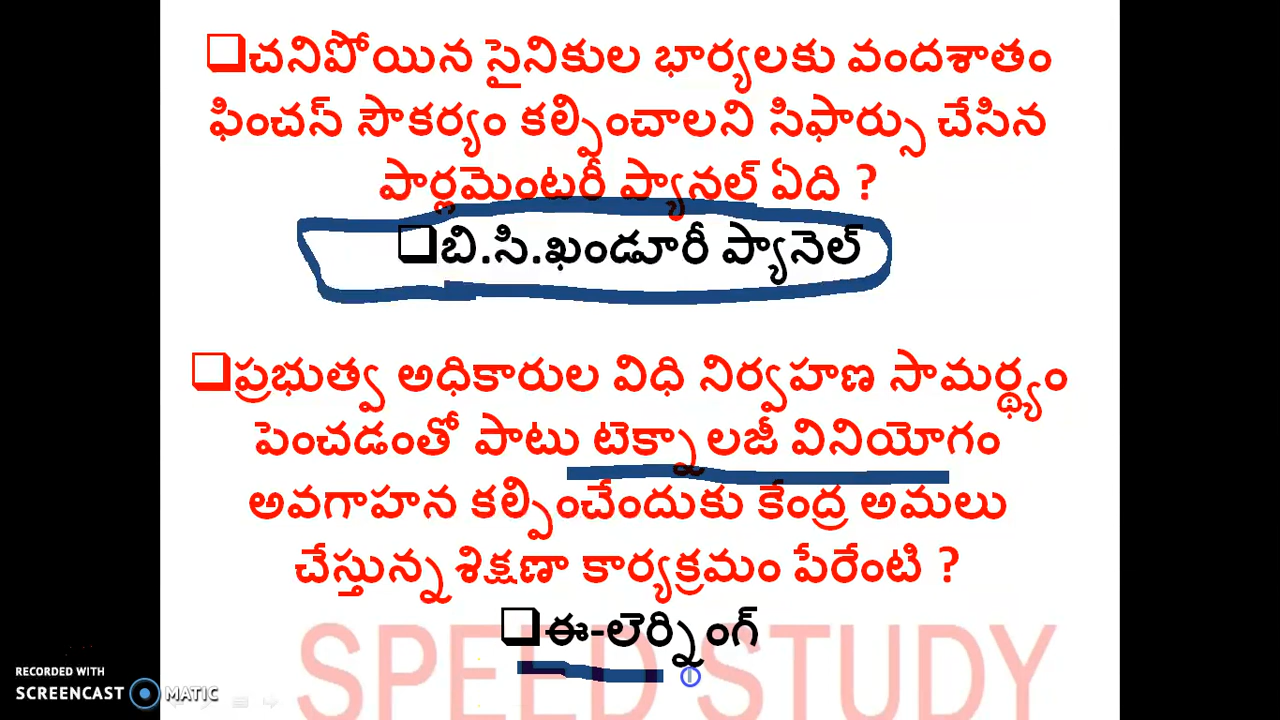 ❑చనిపోయిన సైనికుల భార్యలకు వందశాతం
ఫించస్ సౌకర్యం కల్పించాలని సిఫార్సు చేసిన
పార్లమెంటరీ ప్యానల్ ఏది ?
❑బి.సి.ఖండూరీ ప్యానెల్
❑ప్రభుత్వ అధికారుల విధి నిర్వహణ సామర్థ్యం
పెంచడంతో పాటు టెక్నాలజీ వినియోగం
అవగాహన కల్పించేందుకు కేంద్ర అమలు
చేస్తున్న శిక్షణా కార్యక్రమం పేరేంటి ?
❑ఈ-లెర్నింగ్
SPEED STUDY
RECORDED WITH
SCREENCAST MATIC